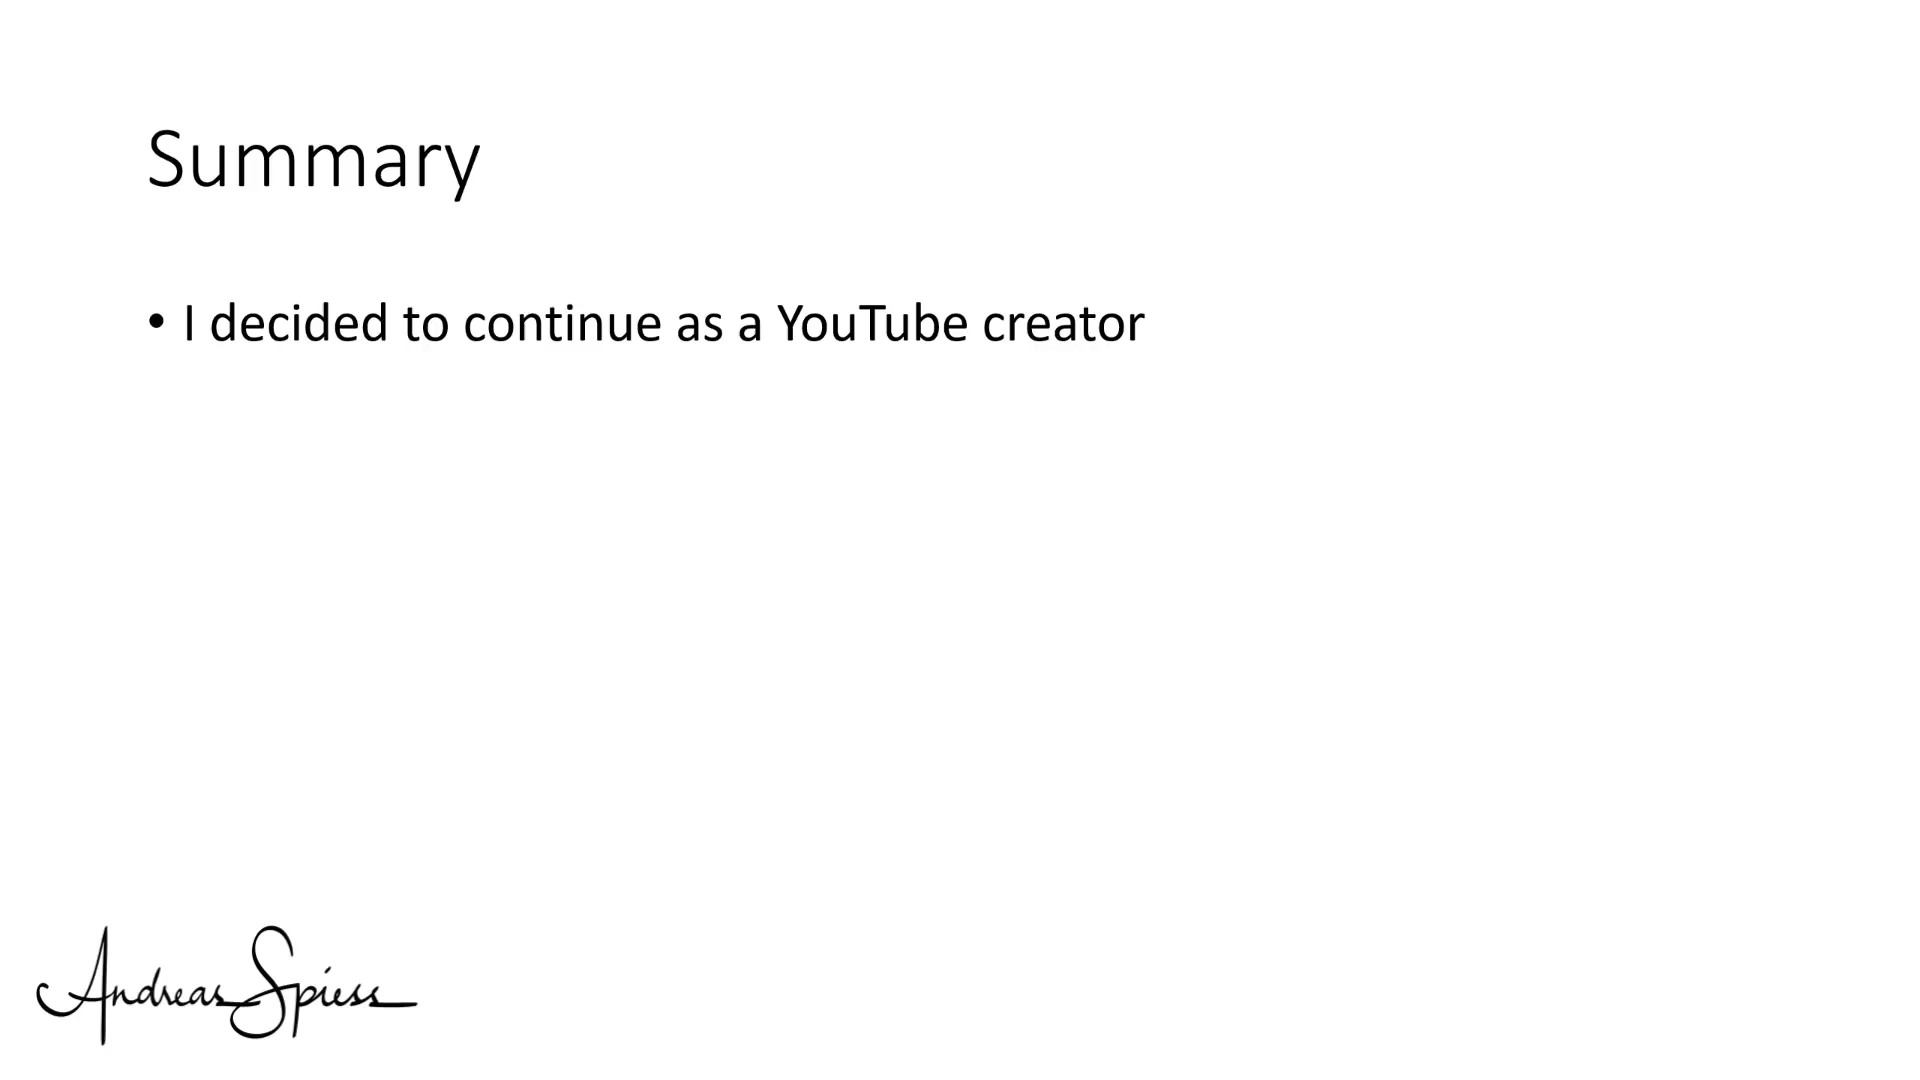 Summary
• I decided to continue as a YouTube creator
Andreas Spiess